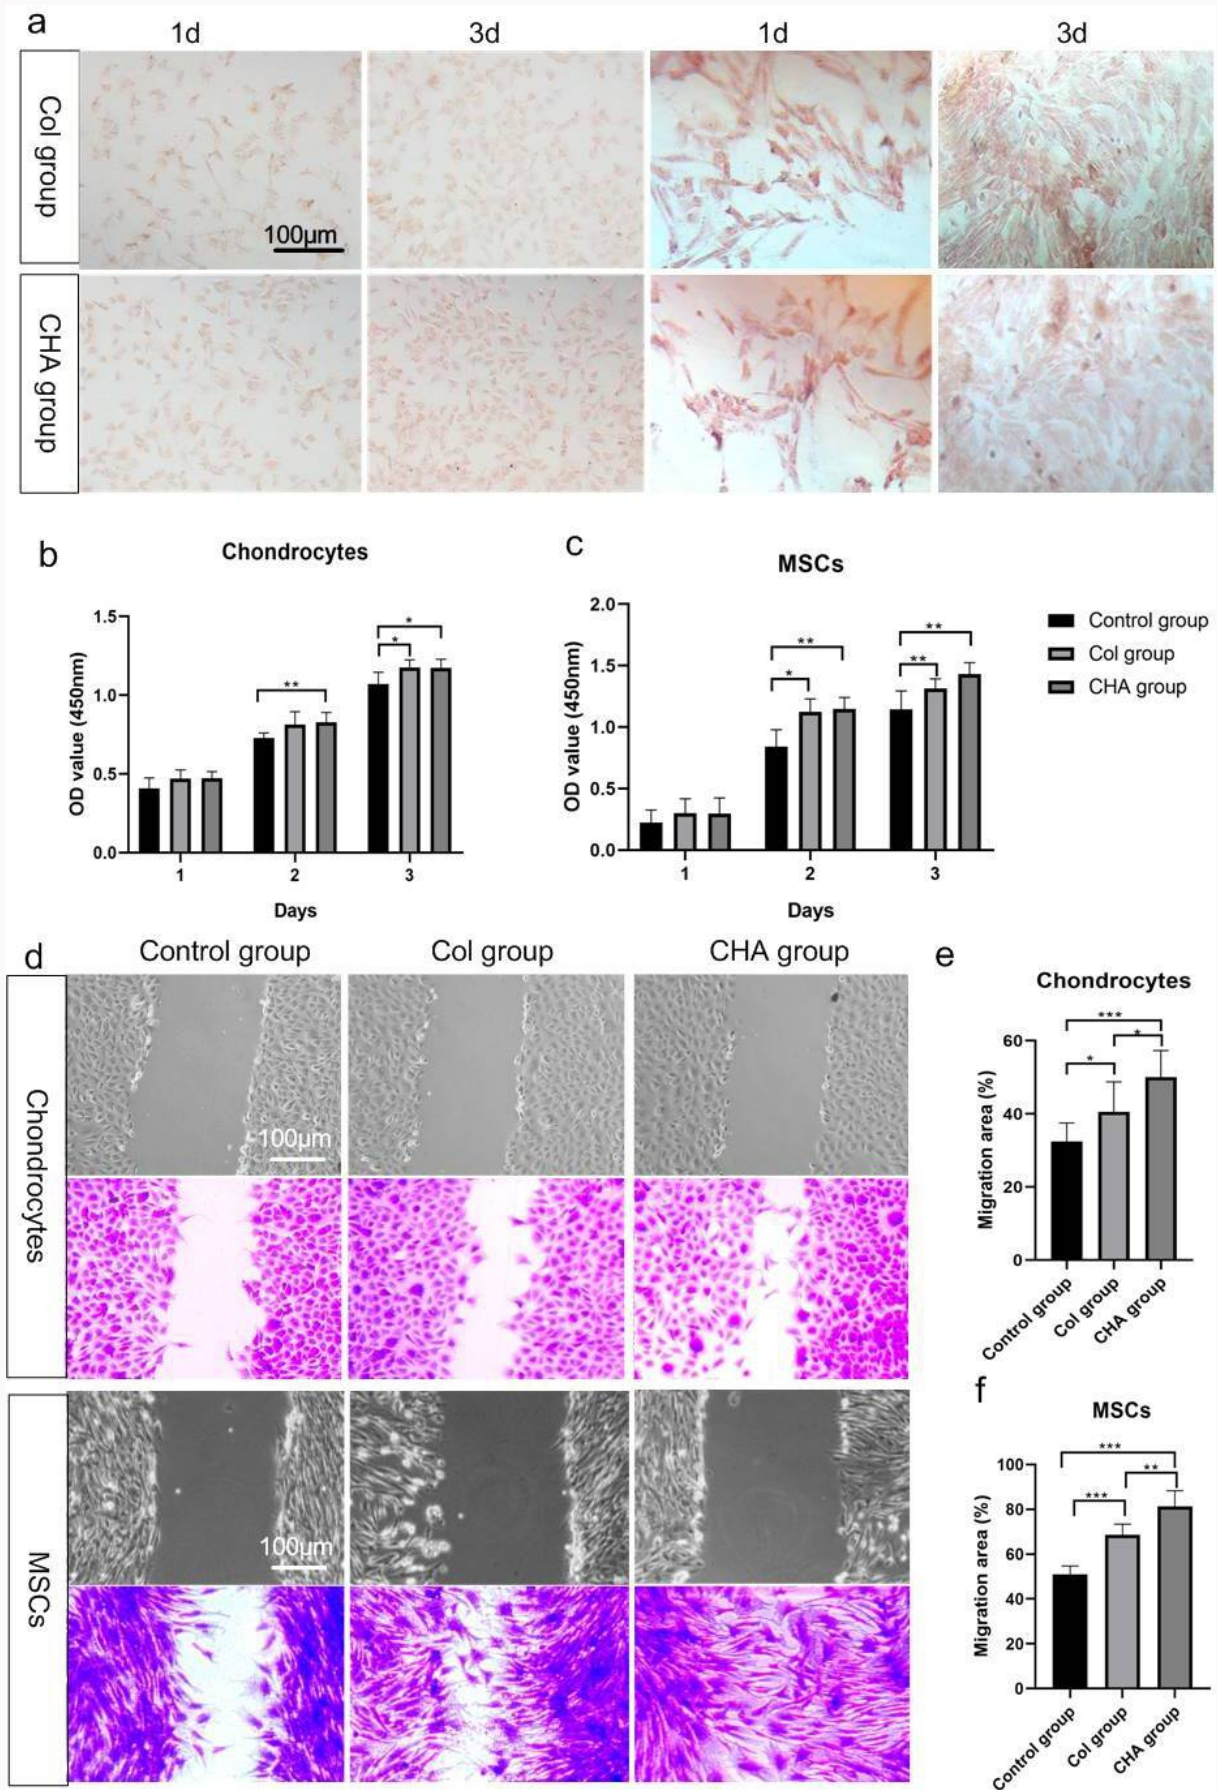 a
1d 3d 1d 3d
Col group
100μm
CHA group
b
Chondrocytes
OD value (450nm)
1.5
1.0
0.5
0.0
**
*
*
1 2 3
Days
c
MSCs
OD value (450nm)
2.0
1.5
1.0
0.5
0.0
**
*
**
**
1 2 3
Days
Control group
Col group
CHA group
d
Control group Col group CHA group
Chondrocytes
100μm
MSCs
100μm
e
Chondrocytes
Migration area (%)
60
40
20
0
***
*
*
Control group
Col group
CHA group
f
MSCs
Migration area (%)
100
80
60
40
20
0
***
**
***
Control group
Col group
CHA group